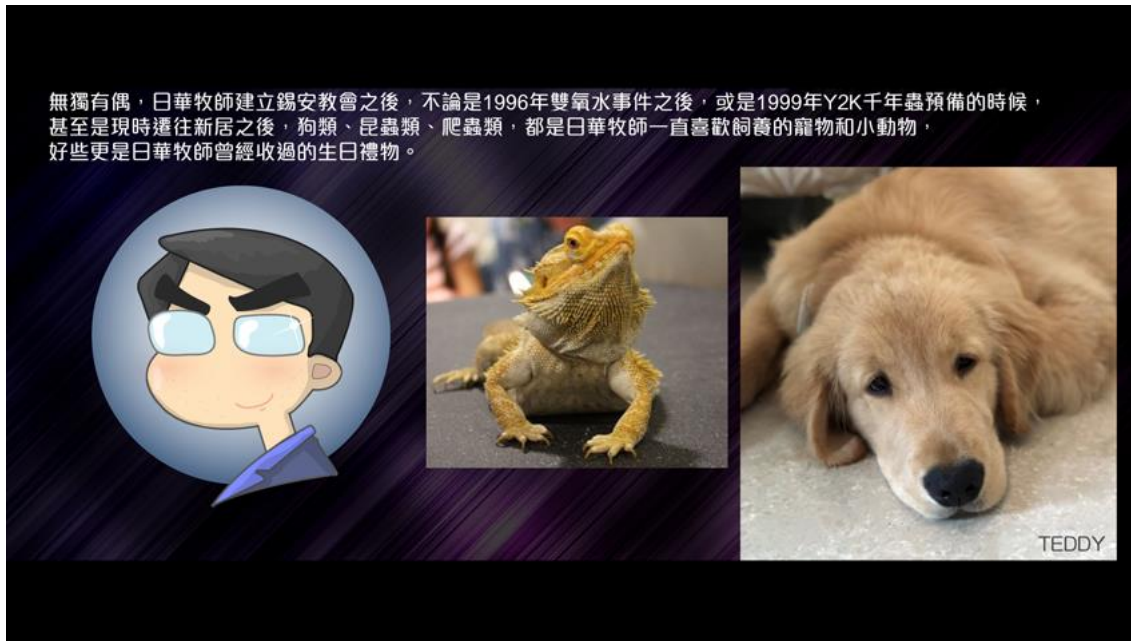 無獨有偶，日華牧師建立錫安教會之後，不論是1996年雙氧水事件之後，或是1999年Y2K千年蟲預備的時候，
甚至是現時遷往新居之後，狗類、昆蟲類、爬蟲類，都是日華牧師一直喜歡飼養的寵物和小動物，
好些更是日華牧師曾經收過的生日禮物。
TEDDY